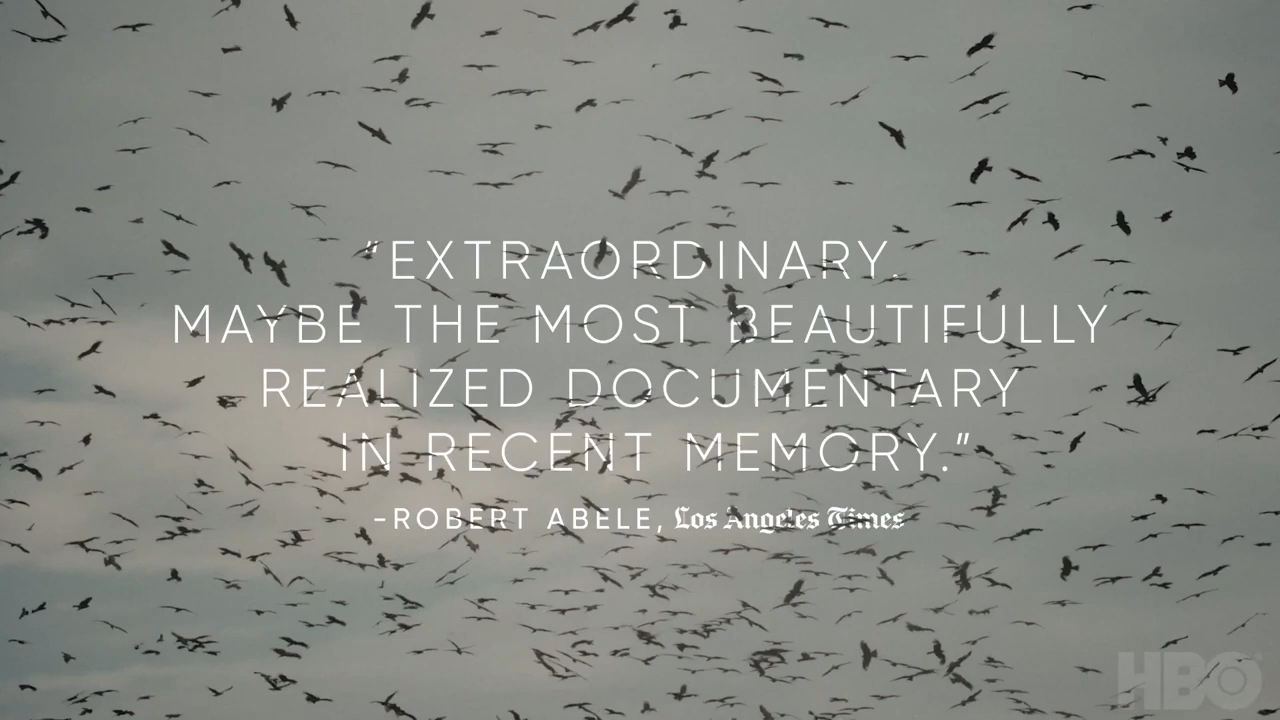 “EXTRAORDINARY.
MAYBE THE MOST BEAUTIFULLY
REALIZED DOCUMENTARY
IN RECENT MEMORY.”
–ROBERT ABELE, Los Angeles Times
HBO